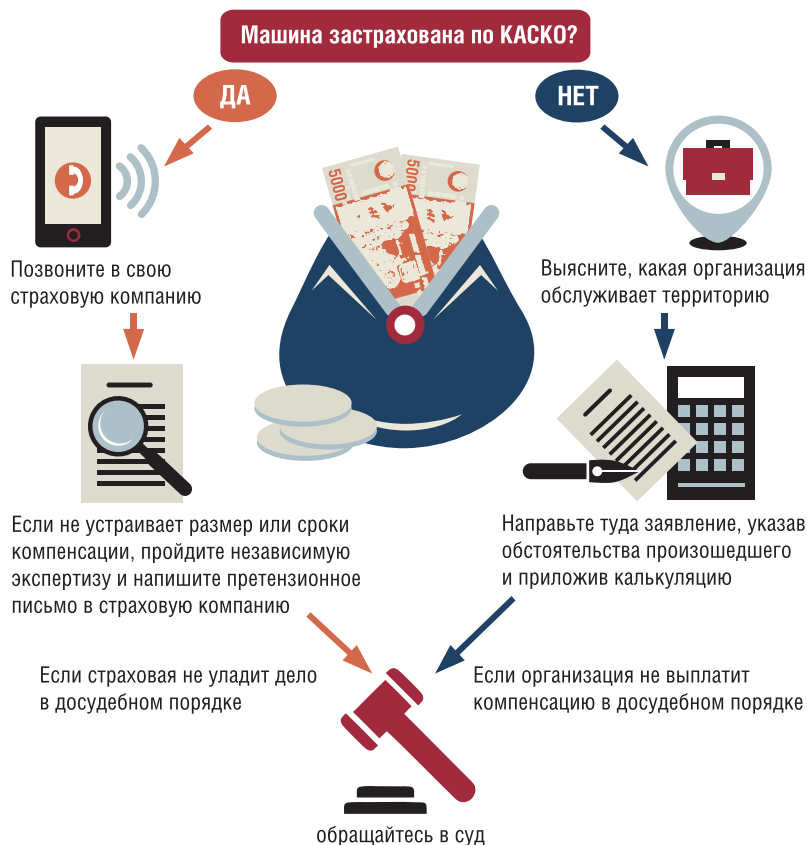 Машина застрахована по КАСКО?
ДА
НЕТ
5000
5000
Позвоните в свою
страховую компанию
Выясните, какая организация
обслуживает территорию
Если не устраивает размер или сроки
компенсации, пройдите независимую
экспертизу и напишите претензионное
письмо в страховую компанию
Направьте туда заявление, указав
обстоятельства произошедшего
и приложив калькуляцию
Если страховая не уладит дело
в досудебном порядке
Если организация не выплатит
компенсацию в досудебном порядке
обращайтесь в суд